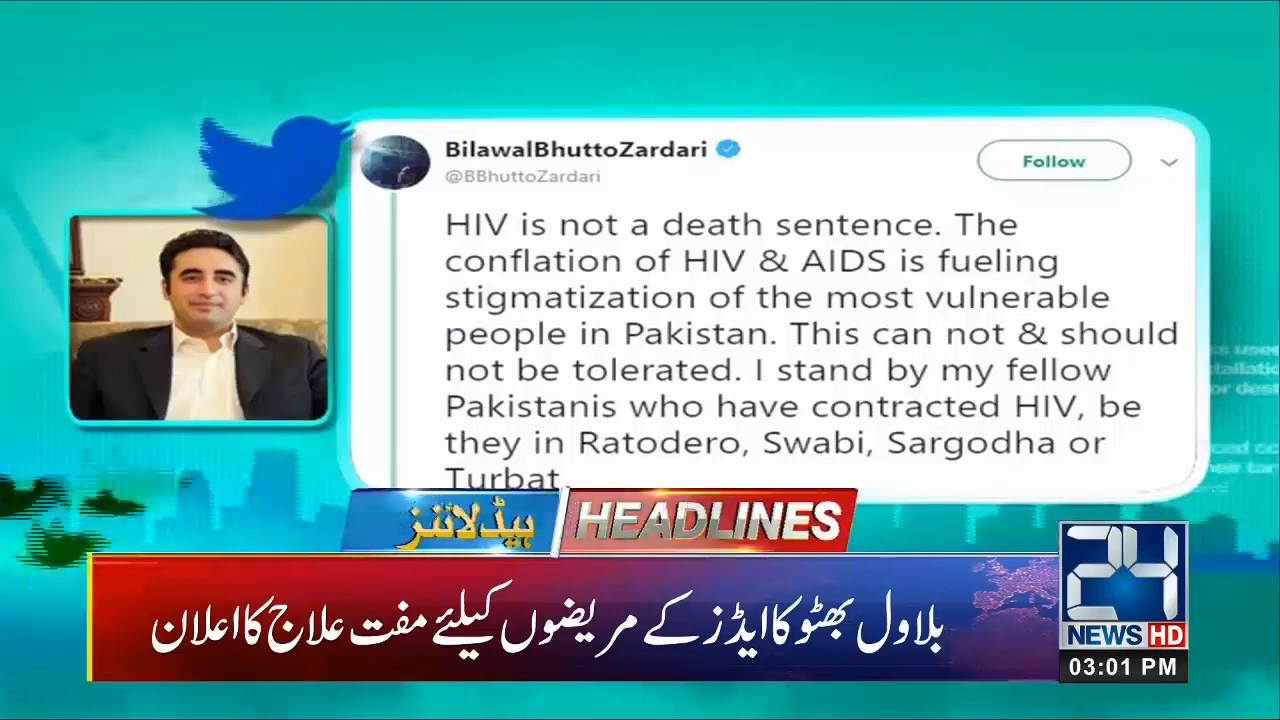 BilawalBhuttoZardari
@BBhuttoZardari
Follow
HIV is not a death sentence. The
conflation of HIV & AIDS is fueling
stigmatization of the most vulnerable
people in Pakistan. This can not & should
not be tolerated. I stand by my fellow
Pakistanis who have contracted HIV, be
they in Ratodero, Swabi, Sargodha or
Turbat
ہیڈلائنز
HEADLINES
بلاول بھٹو کا ایڈز کے مریضوں کیلئے مفت علاج کا اعلان
24
NEWS HD
03:01 PM